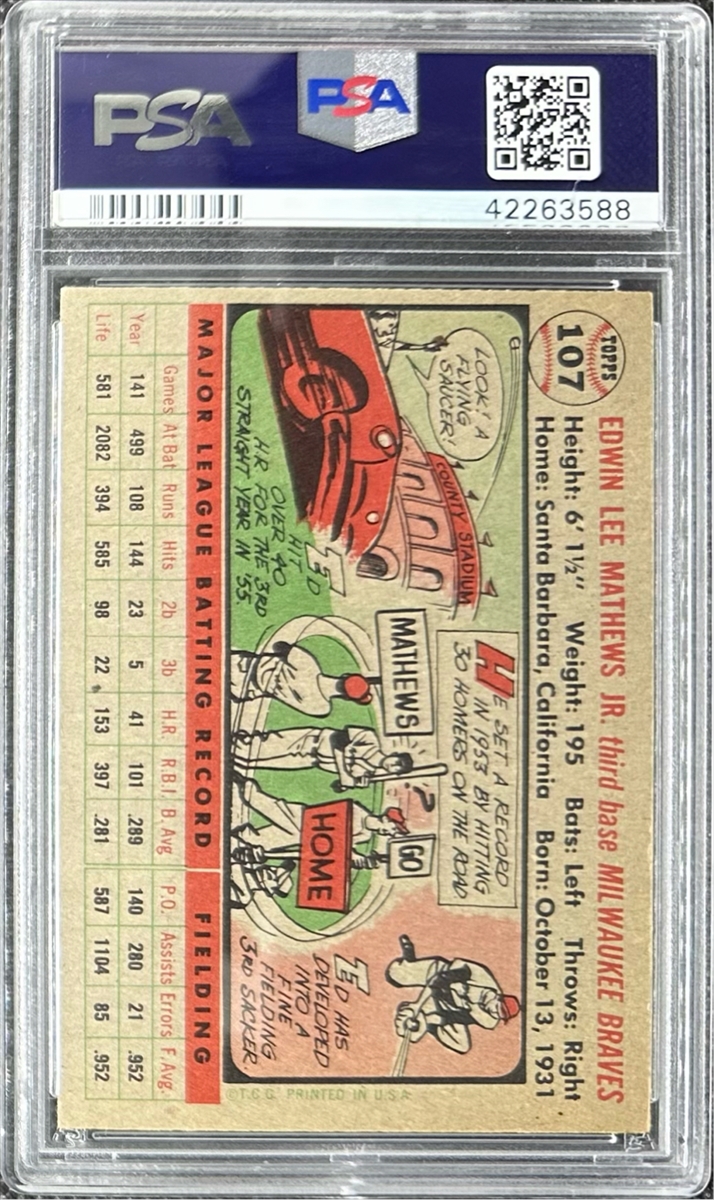 PSA
PSA
42263588
TOPPS
107
EDWIN LEE MATHEWS JR. third base MILWAUKEE BRAVES
Height: 6' 1½" Weight: 195 Bats: Left Throws: Right
Home: Santa Barbara, California Born: October 13, 1931
LOOK! A
FLYING
SAUCER!
COUNTY STADIUM
TED
HIT
OVER 40
H.R. FOR THE 3RD
STRAIGHT YEAR IN '55.
HE SET A RECORD
IN 1953 BY HITTING
30 HOMERS ON THE ROAD
MATHEWS
?
GO
HOME
TED HAS
DEVELOPED
INTO A
FINE
FIELDING
3RD SACKER.
MAJOR LEAGUE BATTING RECORD FIELDING
Games At Bat Runs Hits 2b 3b H.R. R.B.I. B. Avg. P.O. Assists Errors F. Avg.
Year 141 499 108 144 23 5 41 101 .289 140 280 21 .952
Life 581 2082 394 585 98 22 153 397 .281 587 1104 85 .952
©T.C.G. PRINTED IN U.S.A.